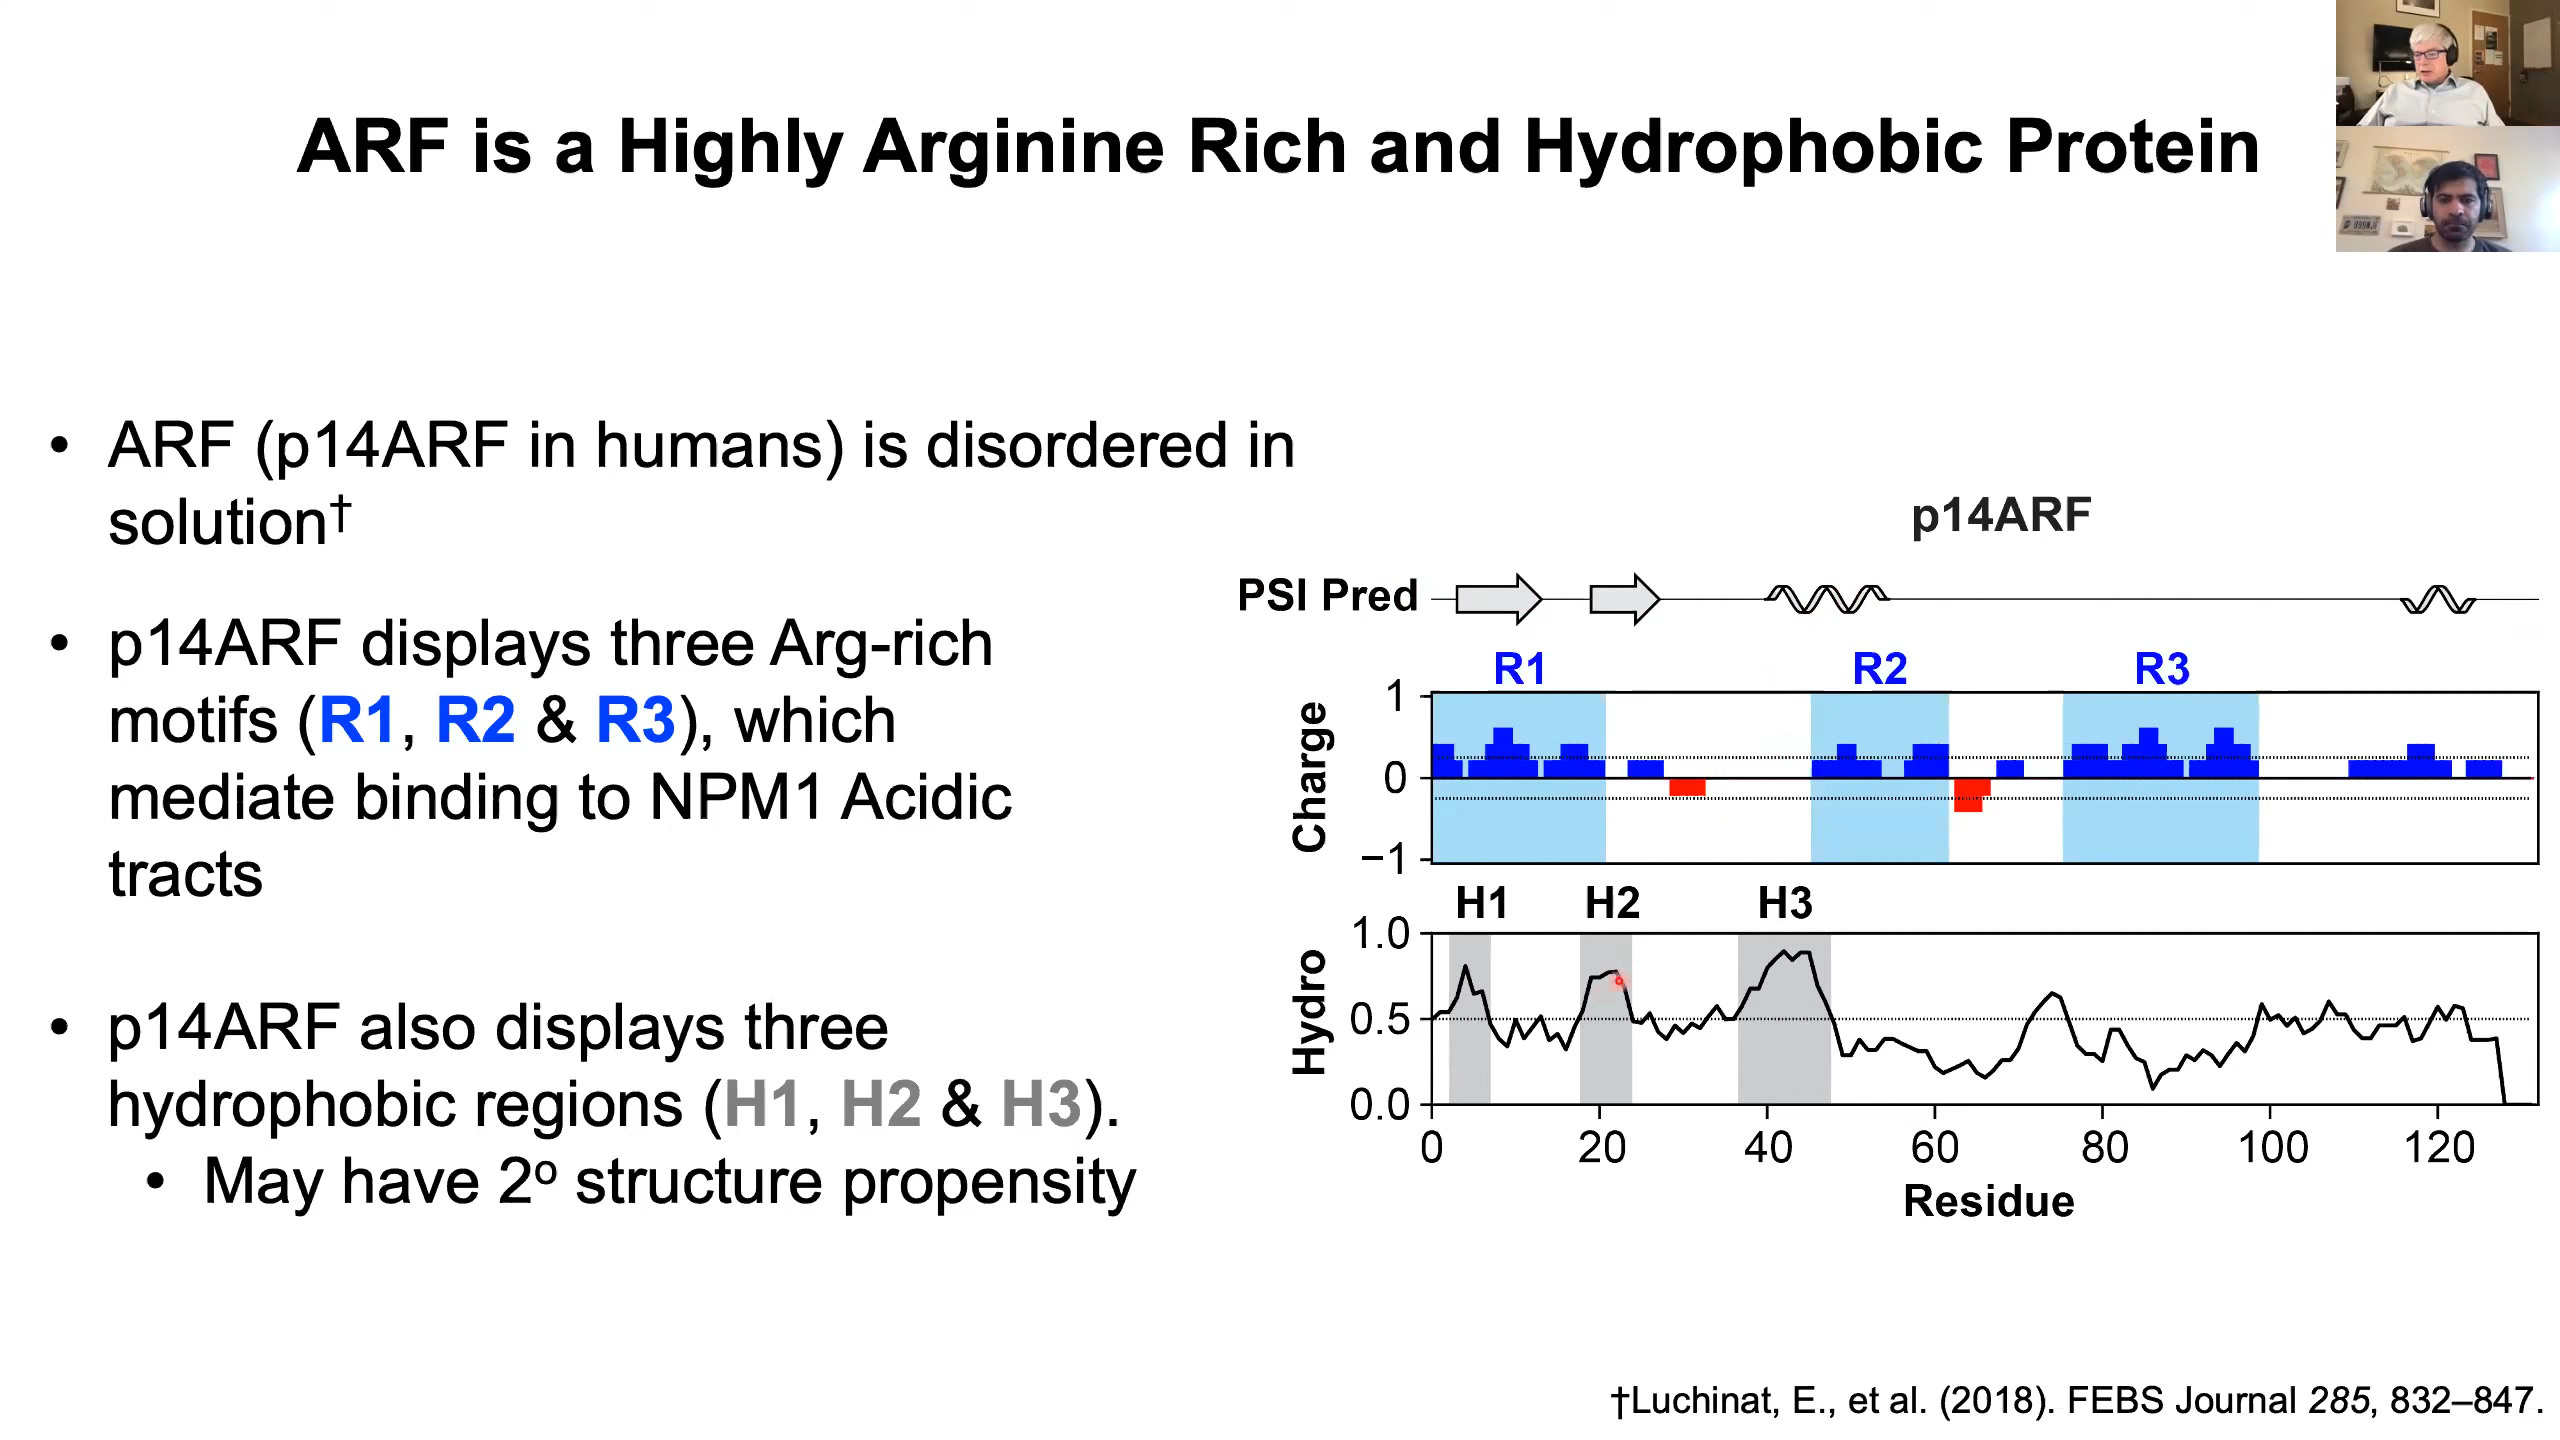 ARF is a Highly Arginine Rich and Hydrophobic Protein
• ARF (p14ARF in humans) is disordered in
solution†
• p14ARF displays three Arg-rich
motifs (R1, R2 & R3), which
mediate binding to NPM1 Acidic
tracts
• p14ARF also displays three
hydrophobic regions (H1, H2 & H3).
• May have 2º structure propensity
p14ARF
PSI Pred
R1 R2 R3
Charge
1
0
−1
H1 H2 H3
Hydro
1.0
0.5
0.0
0 20 40 60 80 100 120
Residue
†Luchinat, E., et al. (2018). FEBS Journal 285, 832–847.